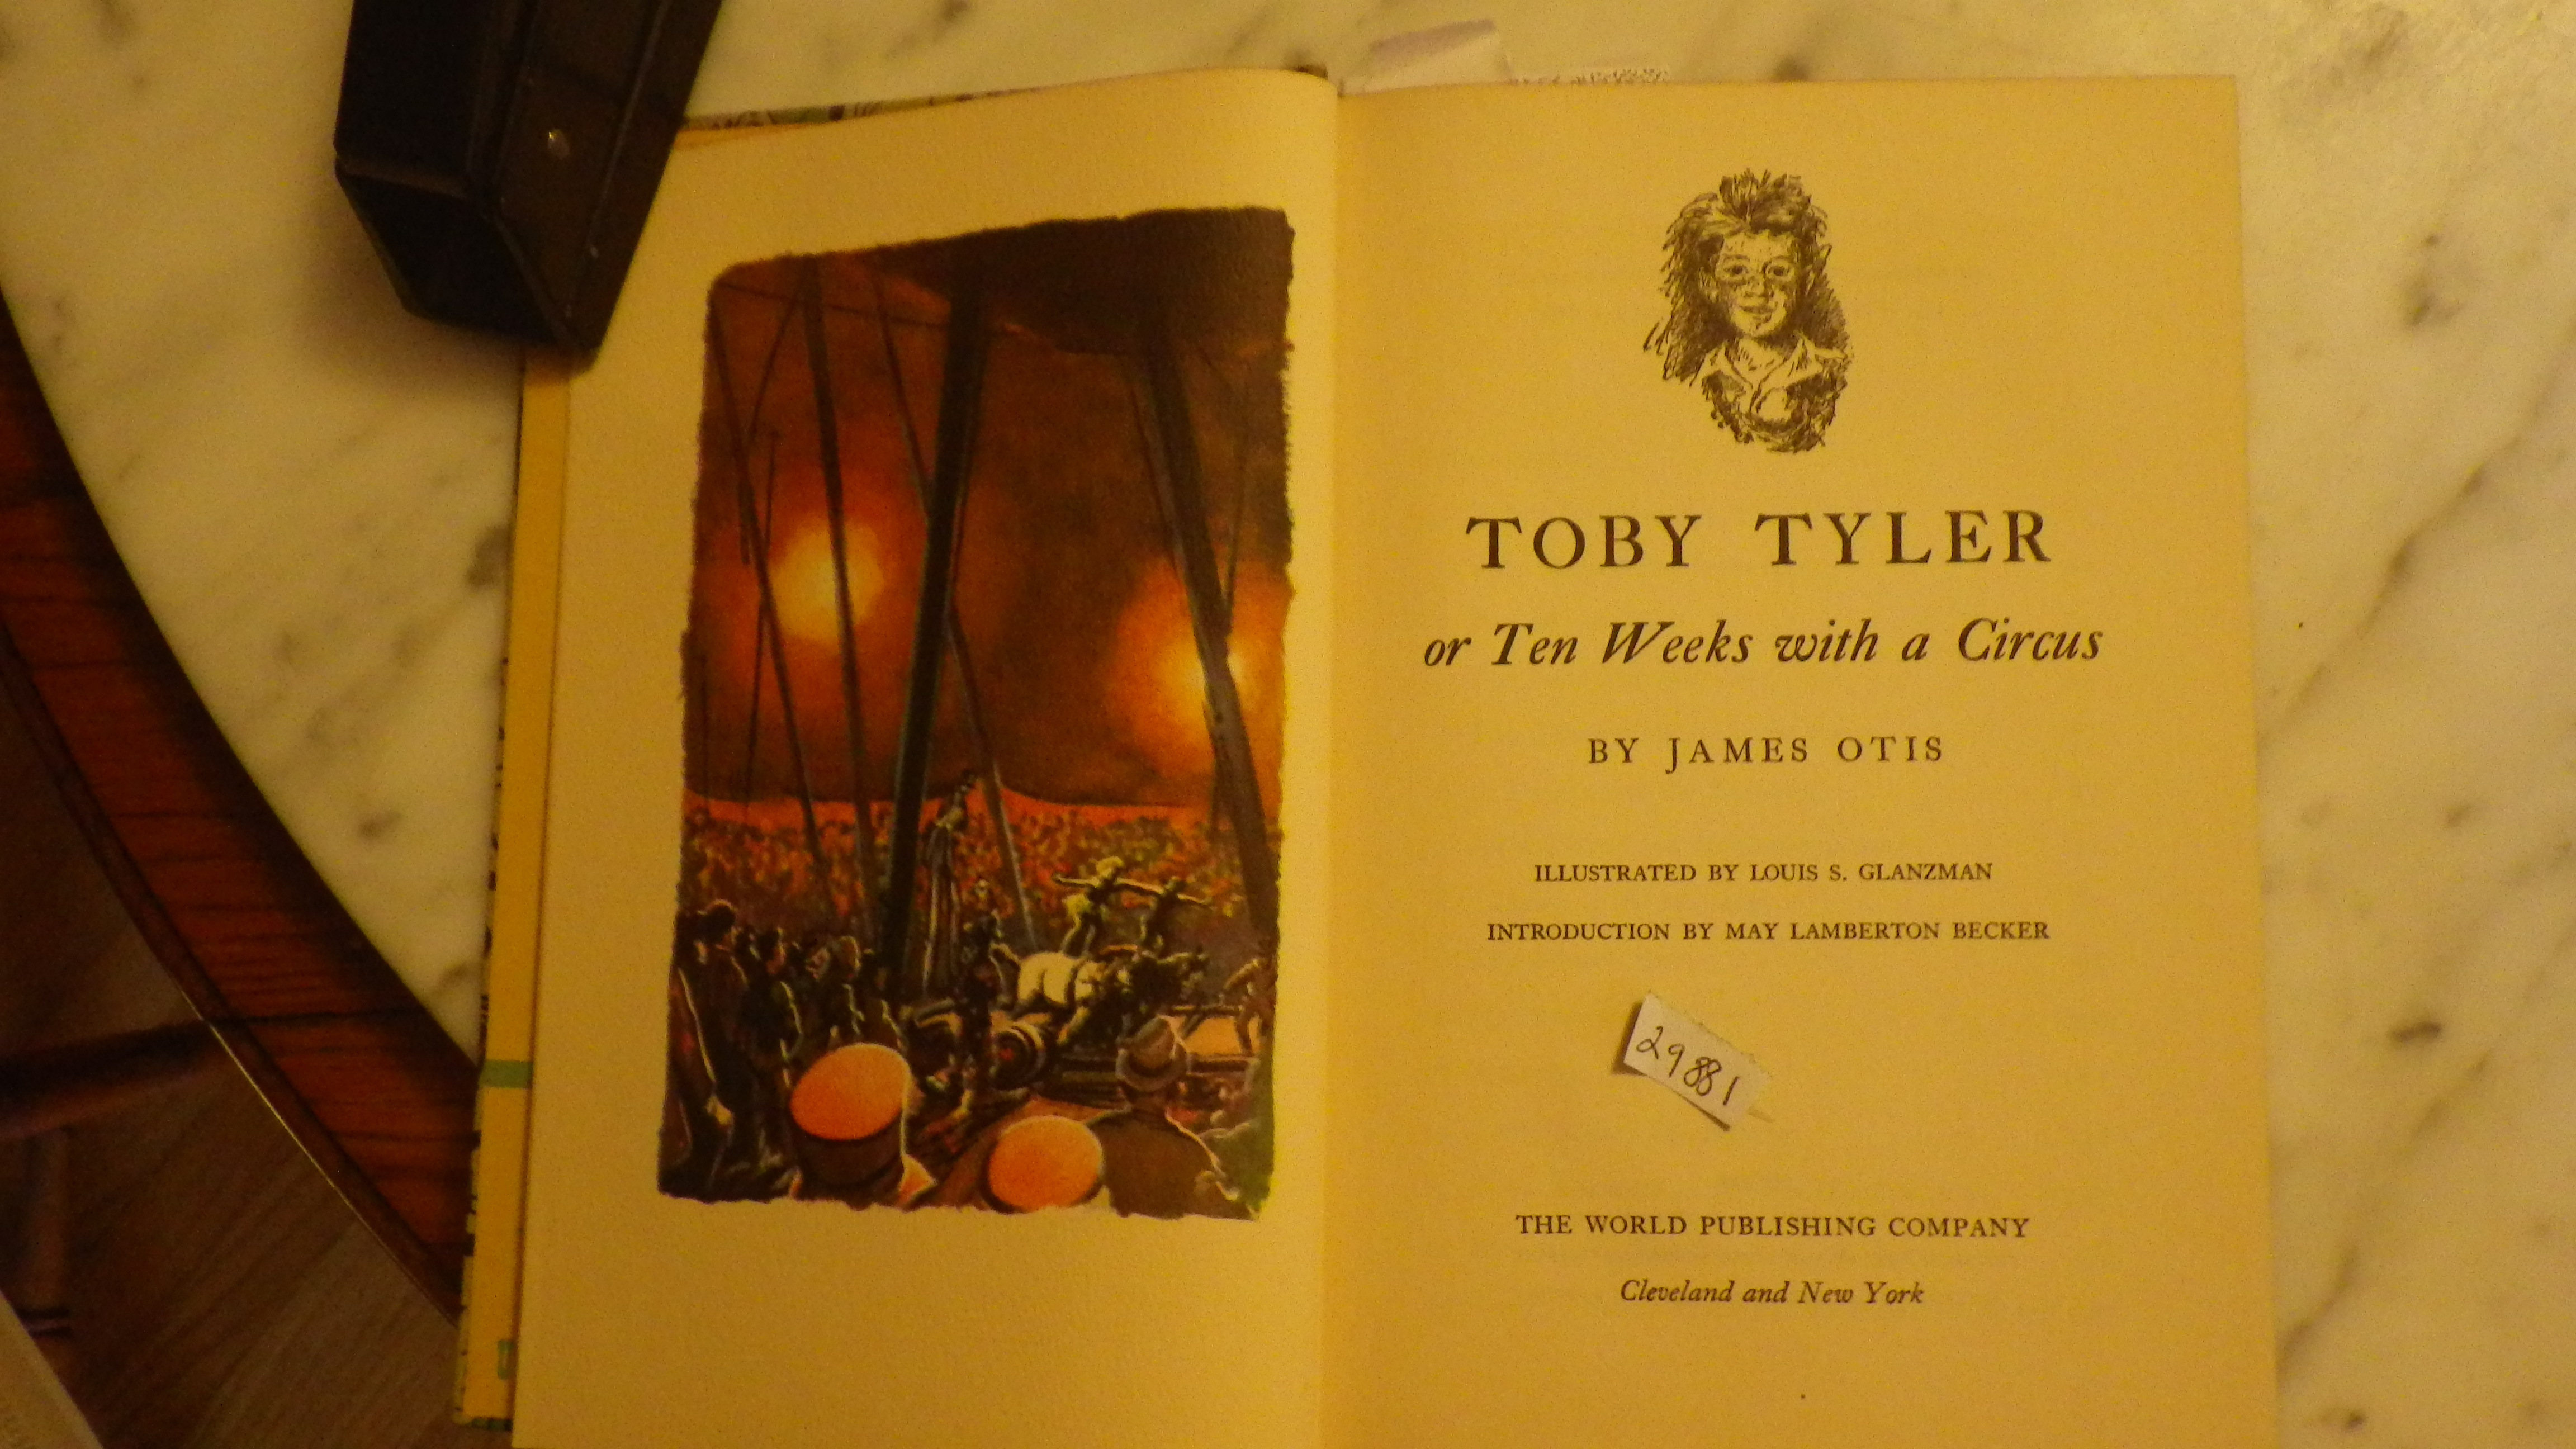 TOBY TYLER
or Ten Weeks with a Circus
BY JAMES OTIS
ILLUSTRATED BY LOUIS S. GLANZMAN
INTRODUCTION BY MAY LAMBERTON BECKER
29881
THE WORLD PUBLISHING COMPANY
Cleveland and New York